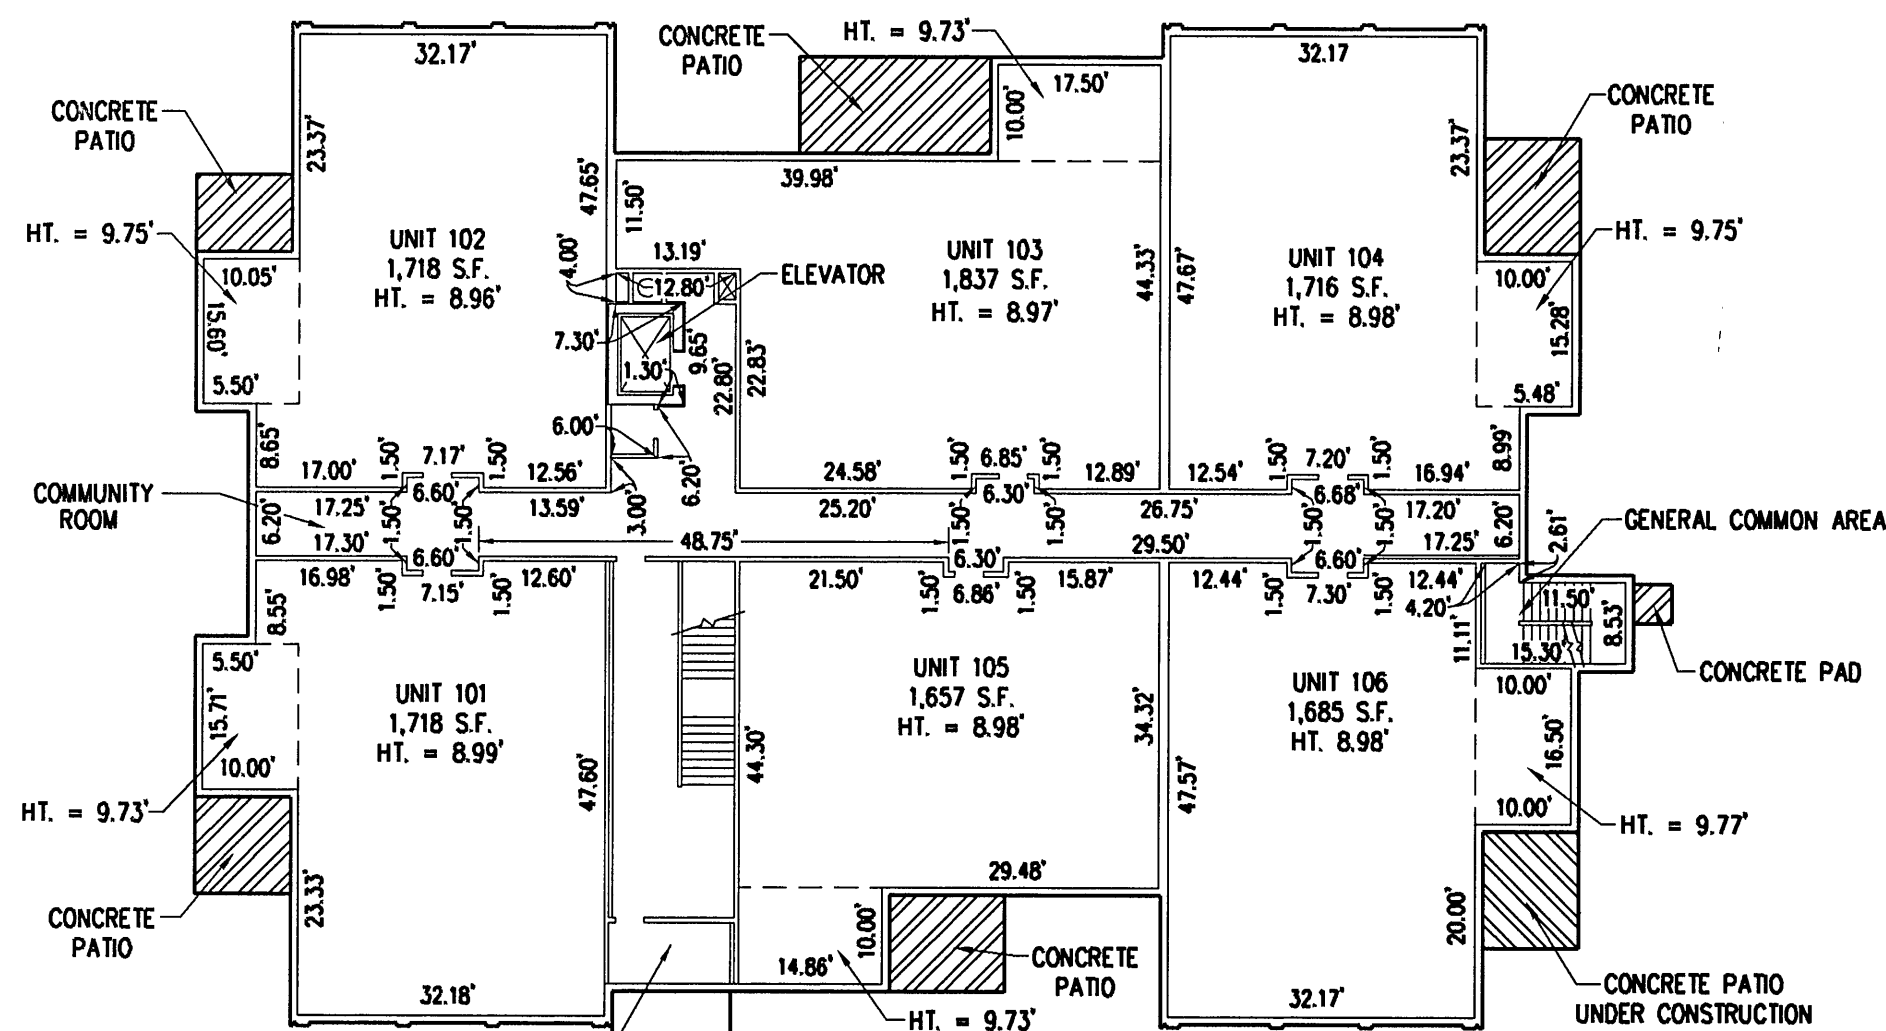 32.17'
CONCRETE
PATIO
HT. = 9.73'
32.17
17.50'
10.00'
CONCRETE
PATIO
CONCRETE
PATIO
23.37'
23.37'
39.98'
47.65'
11.50'
HT. = 9.75'
HT. = 9.75'
UNIT 102
1,718 S.F.
HT. = 8.96'
4.00'
13.19'
12.80'
ELEVATOR
UNIT 103
1,837 S.F.
HT. = 8.97'
44.33'
47.67'
UNIT 104
1,716 S.F.
HT. = 8.98'
10.05'
15.60'
5.50'
10.00'
15.28'
5.48'
7.30'
9.65'
1.30'
22.80'
22.83'
6.00'
6.20'
3.00'
8.65'
17.00'
1.50'
7.17'
1.50'
12.56'
24.58'
1.50'
6.85'
1.50'
12.89'
12.54'
1.50'
7.20'
1.50'
16.94'
8.99'
COMMUNITY
ROOM
6.20'
17.25'
6.60'
13.59'
25.20'
6.30'
26.75'
6.68'
17.20'
6.20'
17.30'
1.50'
1.50'
6.60'
48.75'
1.50'
1.50'
6.30'
29.50'
1.50'
1.50'
6.60'
17.25'
2.61'
GENERAL COMMON AREA
16.98'
1.50'
7.15'
1.50'
12.60'
21.50'
1.50'
6.86'
1.50'
15.87'
12.44'
1.50'
7.30'
1.50'
12.44'
4.20'
11.50'
8.53'
15.30'
11.11'
CONCRETE PAD
8.55'
5.50'
15.71'
10.00'
UNIT 101
1,718 S.F.
HT. = 8.99'
47.60'
44.30'
UNIT 105
1,657 S.F.
HT. = 8.98'
34.32'
47.57'
UNIT 106
1,685 S.F.
HT. 8.98'
10.00'
16.50'
10.00'
HT. = 9.73'
HT. = 9.77'
23.33'
29.48'
20.00'
CONCRETE
PATIO
10.00'
14.86'
CONCRETE
PATIO
CONCRETE PATIO
UNDER CONSTRUCTION
32.18'
32.17'
HT. = 9.73'